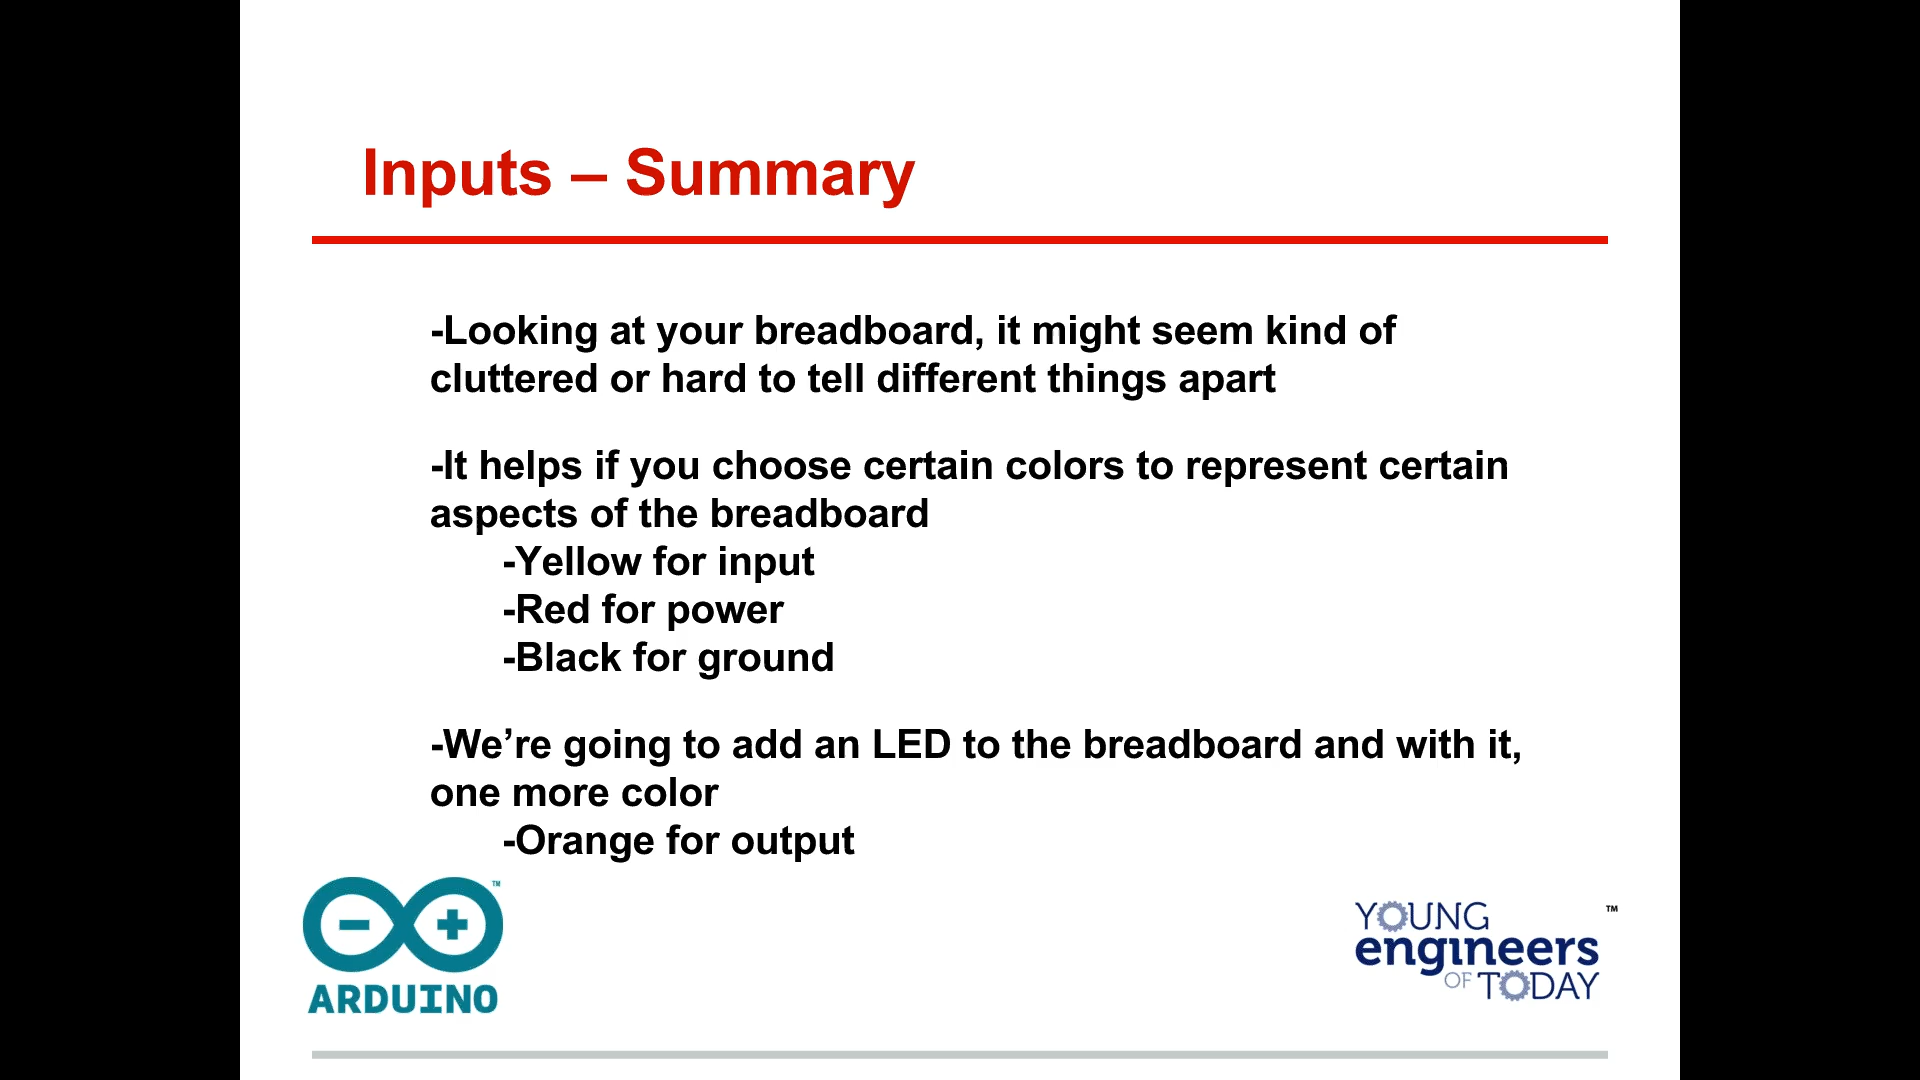 Inputs – Summary
-Looking at your breadboard, it might seem kind of
cluttered or hard to tell different things apart
-It helps if you choose certain colors to represent certain
aspects of the breadboard
-Yellow for input
-Red for power
-Black for ground
-We’re going to add an LED to the breadboard and with it,
one more color
-Orange for output
™
ARDUINO
YOUNG ™
engineers
OF TODAY